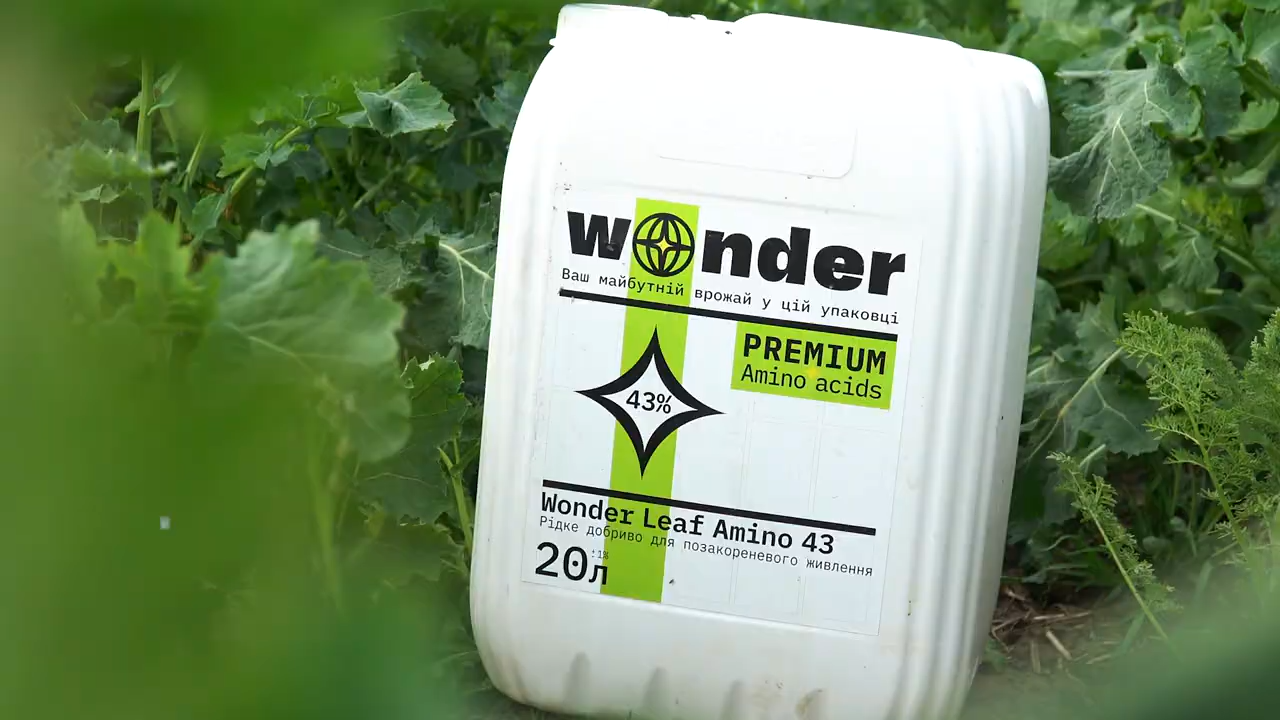 wonder
Ваш майбутній врожай у цій упаковці
PREMIUM
Amino acids
43%
Wonder Leaf Amino 43
Рідке добриво для позакореневого живлення
20л ±1%